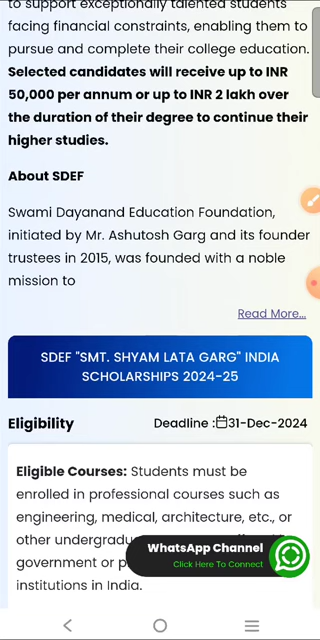 to support exceptionally talented students
facing financial constraints, enabling them to
pursue and complete their college education.
Selected candidates will receive up to INR
50,000 per annum or up to INR 2 lakh over
the duration of their degree to continue their
higher studies.
About SDEF
Swami Dayanand Education Foundation,
initiated by Mr. Ashutosh Garg and its founder
trustees in 2015, was founded with a noble
mission to
Read More...
SDEF "SMT. SHYAM LATA GARG" INDIA
SCHOLARSHIPS 2024-25
Eligibility
Deadline :31-Dec-2024
Eligible Courses: Students must be
enrolled in professional courses such as
engineering, medical, architecture, etc., or
other
government or
institutions in India.
WhatsApp Channel
Click Here To Connect